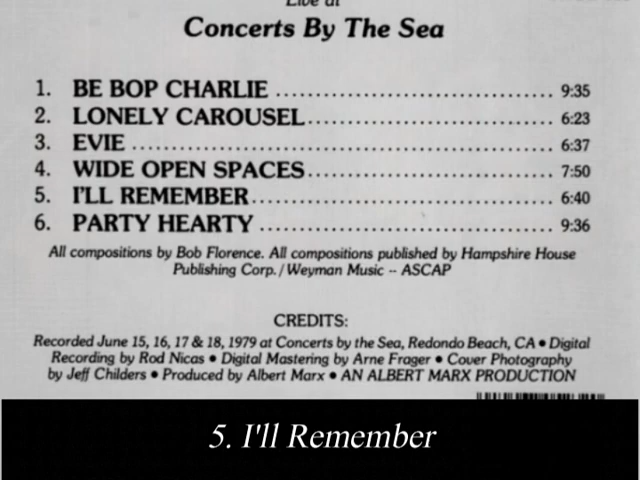 Live at
Concerts By The Sea
1. BE BOP CHARLIE 9:35
2. LONELY CAROUSEL 6:23
3. EVIE 6:37
4. WIDE OPEN SPACES 7:50
5. I'LL REMEMBER 6:40
6. PARTY HEARTY 9:36
All compositions by Bob Florence. All compositions published by Hampshire House
Publishing Corp. / Weyman Music -- ASCAP
CREDITS:
Recorded June 15, 16, 17 & 18, 1979 at Concerts by the Sea, Redondo Beach, CA • Digital
Recording by Rod Nicas • Digital Mastering by Arne Frager • Cover Photography
by Jeff Childers • Produced by Albert Marx • AN ALBERT MARX PRODUCTION
5. I'll Remember